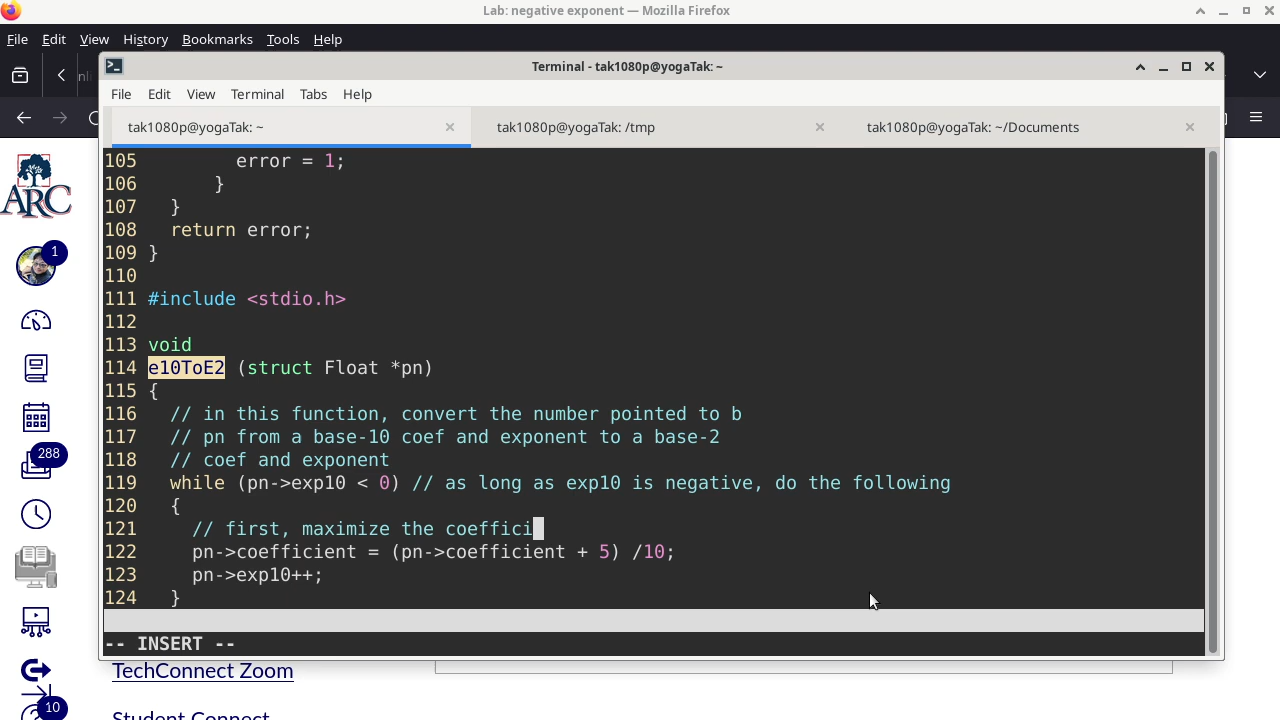 Lab: negative exponent — Mozilla Firefox
File Edit View History Bookmarks Tools Help
Terminal - tak1080p@yogaTak: ~
File Edit View Terminal Tabs Help
tak1080p@yogaTak: ~
tak1080p@yogaTak: /tmp
tak1080p@yogaTak: ~/Documents
105         error = 1;
106       }
107   }
108   return error;
109 }
110
111 #include <stdio.h>
112
113 void
114 e10ToE2 (struct Float *pn)
115 {
116   // in this function, convert the number pointed to b
117   // pn from a base-10 coef and exponent to a base-2
118   // coef and exponent
119   while (pn->exp10 < 0) // as long as exp10 is negative, do the following
120   {
121     // first, maximize the coeffici
122     pn->coefficient = (pn->coefficient + 5) /10;
123     pn->exp10++;
124   }
-- INSERT --
ARC
1
288
10
TechConnect Zoom
Student Connect